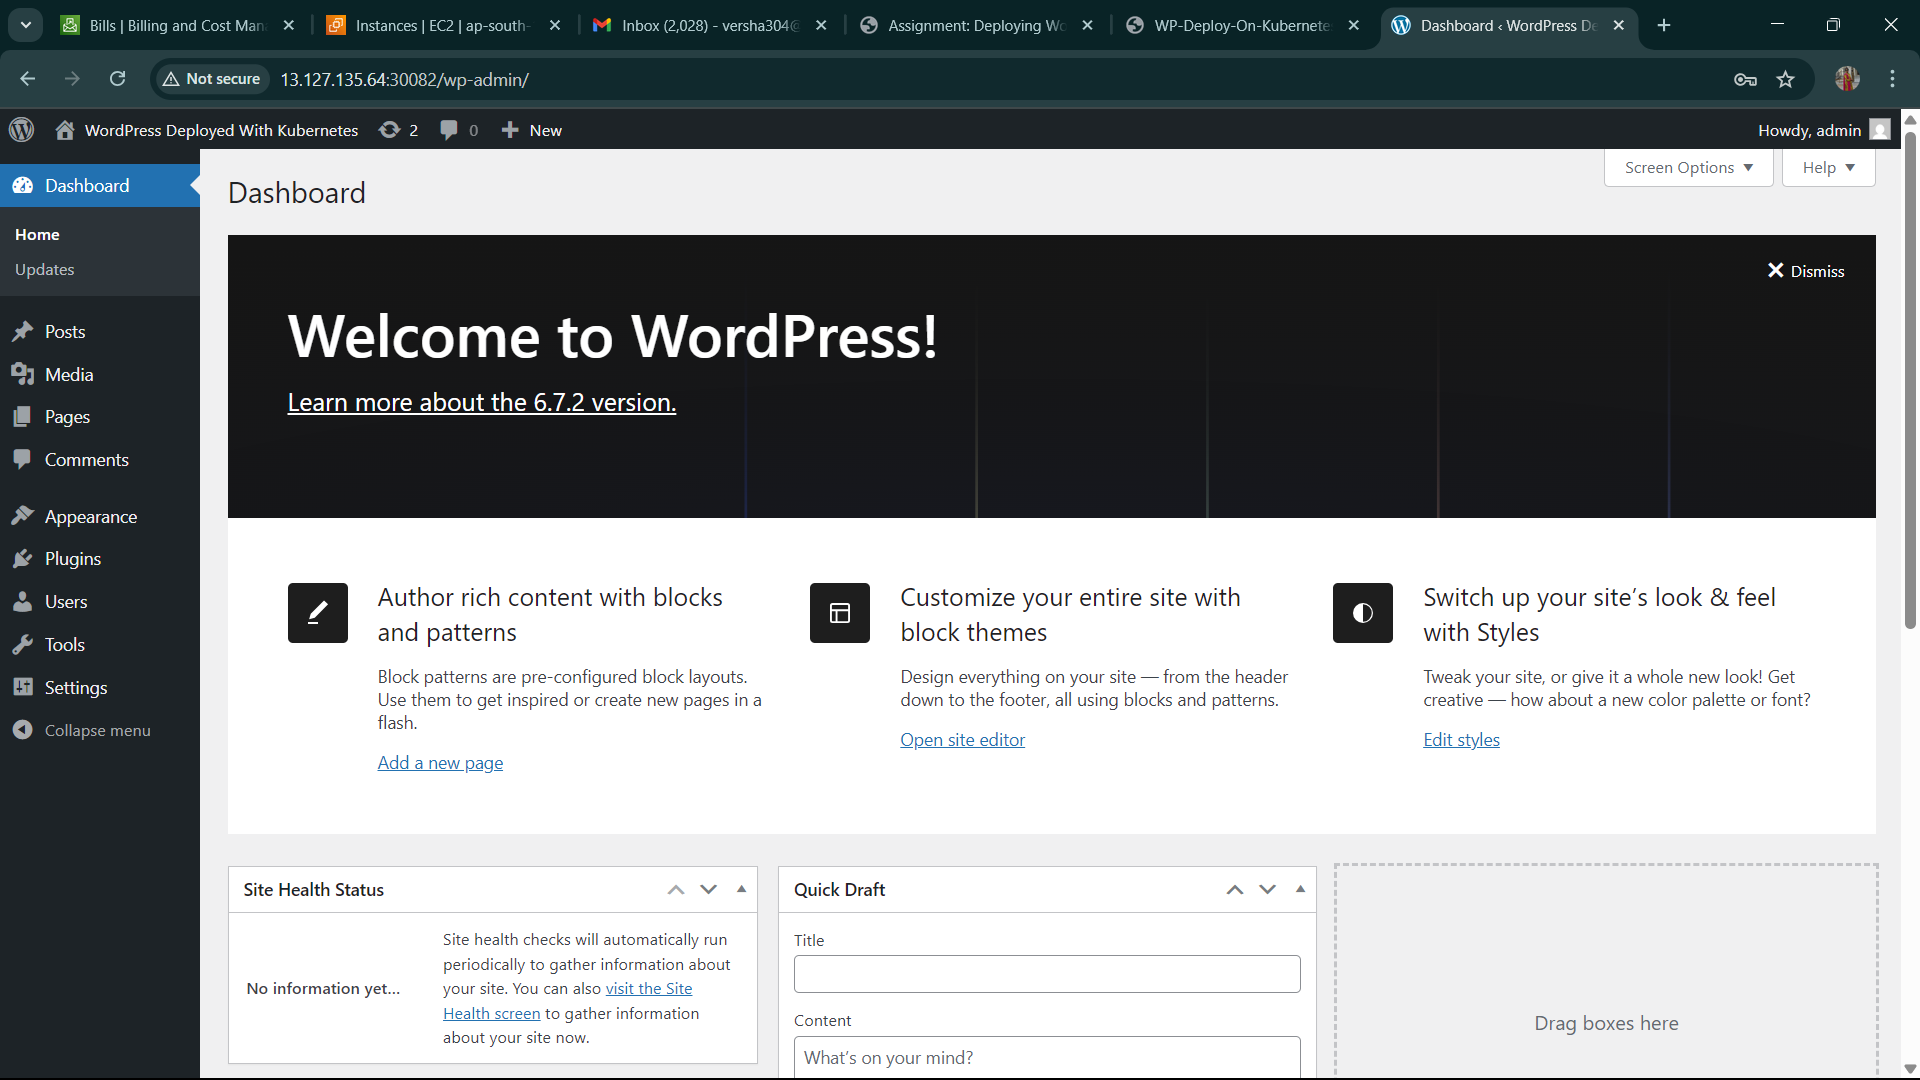 Bills | Billing and Cost Man
Instances | EC2 | ap-south-
Inbox (2,028) - versha304@
Assignment: Deploying Wo
WP-Deploy-On-Kubernete
Dashboard ‹ WordPress De
Not secure
13.127.135.64:30082/wp-admin/
WordPress Deployed With Kubernetes
2
0
New
Howdy, admin
Screen Options
Help
Dashboard
Home
Updates
Posts
Media
Pages
Comments
Appearance
Plugins
Users
Tools
Settings
Collapse menu
Dashboard
Dismiss
Welcome to WordPress!
Learn more about the 6.7.2 version.
Author rich content with blocks
and patterns
Block patterns are pre-configured block layouts.
Use them to get inspired or create new pages in a
flash.
Add a new page
Customize your entire site with
block themes
Design everything on your site — from the header
down to the footer, all using blocks and patterns.
Open site editor
Switch up your site’s look & feel
with Styles
Tweak your site, or give it a whole new look! Get
creative — how about a new color palette or font?
Edit styles
Site Health Status
No information yet...
Site health checks will automatically run
periodically to gather information about
your site. You can also visit the Site
Health screen to gather information
about your site now.
Quick Draft
Title
Content
What’s on your mind?
Drag boxes here